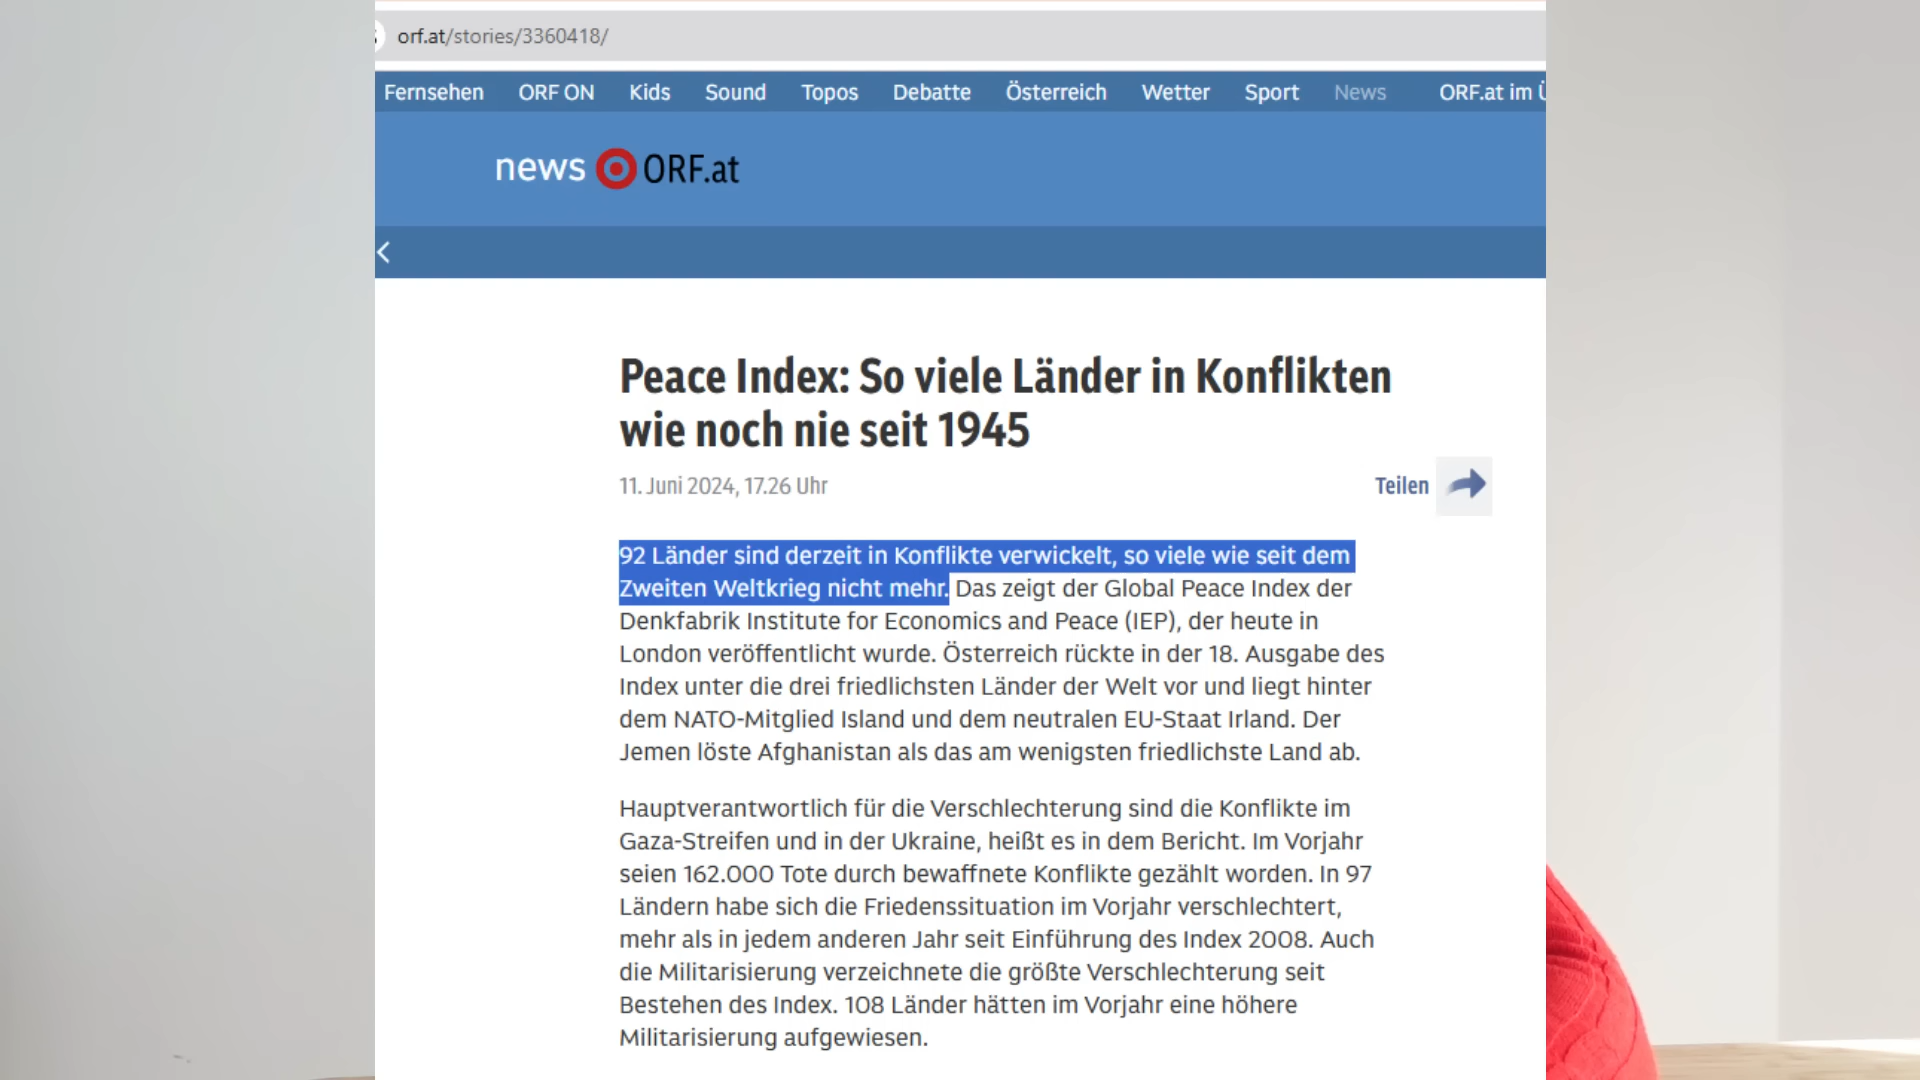 orf.at/stories/3360418/
Fernsehen ORF ON Kids Sound Topos Debatte Österreich Wetter Sport News ORF.at im Ü
news ORF.at
Peace Index: So viele Länder in Konflikten
wie noch nie seit 1945
11. Juni 2024, 17.26 Uhr
Teilen
92 Länder sind derzeit in Konflikte verwickelt, so viele wie seit dem
Zweiten Weltkrieg nicht mehr. Das zeigt der Global Peace Index der
Denkfabrik Institute for Economics and Peace (IEP), der heute in
London veröffentlicht wurde. Österreich rückte in der 18. Ausgabe des
Index unter die drei friedlichsten Länder der Welt vor und liegt hinter
dem NATO-Mitglied Island und dem neutralen EU-Staat Irland. Der
Jemen löste Afghanistan als das am wenigsten friedlichste Land ab.
Hauptverantwortlich für die Verschlechterung sind die Konflikte im
Gaza-Streifen und in der Ukraine, heißt es in dem Bericht. Im Vorjahr
seien 162.000 Tote durch bewaffnete Konflikte gezählt worden. In 97
Ländern habe sich die Friedenssituation im Vorjahr verschlechtert,
mehr als in jedem anderen Jahr seit Einführung des Index 2008. Auch
die Militarisierung verzeichnete die größte Verschlechterung seit
Bestehen des Index. 108 Länder hätten im Vorjahr eine höhere
Militarisierung aufgewiesen.